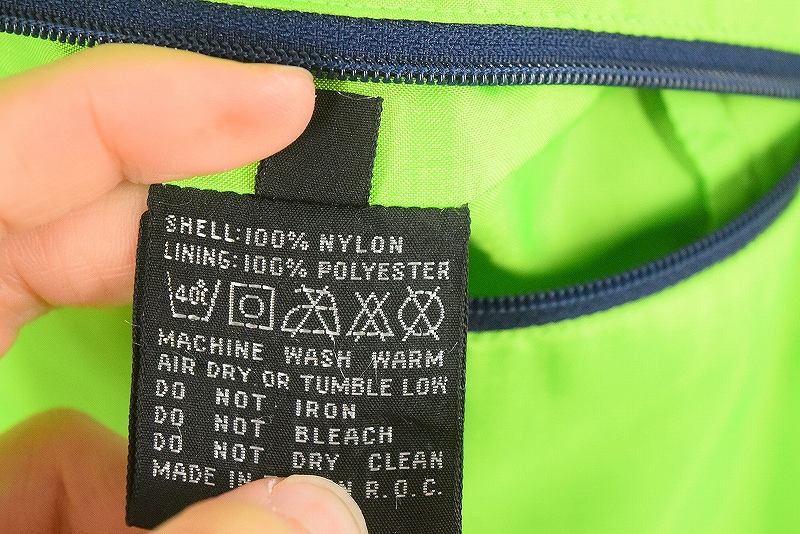 SHELL: 100% NYLON
LINING: 100% POLYESTER
40℃
MACHINE WASH WARM
AIR DRY OR TUMBLE LOW
DO NOT IRON
DO NOT BLEACH
DO NOT DRY CLEAN
MADE IN R.O.C.